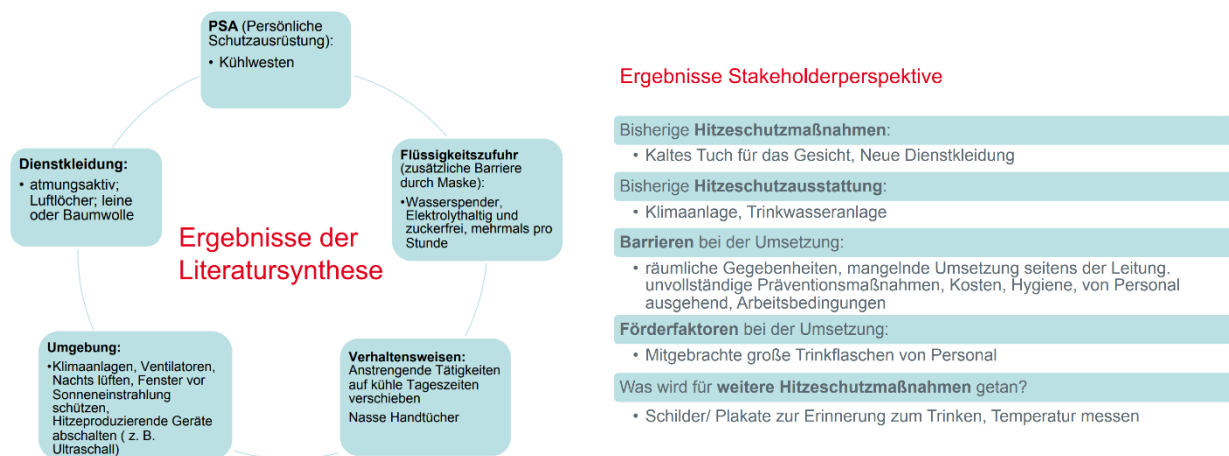 PSA (Persönliche
Schutzausrüstung):
• Kühlwesten
Dienstkleidung:
• atmungsaktiv;
Luftlöcher; leine
oder Baumwolle
Flüssigkeitszufuhr
(zusätzliche Barriere
durch Maske):
•Wasserspender,
Elektrolythaltig und
zuckerfrei, mehrmals pro
Stunde
Ergebnisse der
Literatursynthese
Umgebung:
•Klimaanlagen, Ventilatoren,
Nachts lüften, Fenster vor
Sonneneinstrahlung
schützen,
Hitzeproduzierende Geräte
abschalten ( z. B.
Ultraschall)
Verhaltensweisen:
Anstrengende Tätigkeiten
auf kühle Tageszeiten
verschieben
Nasse Handtücher
Ergebnisse Stakeholderperspektive
Bisherige Hitzeschutzmaßnahmen:
• Kaltes Tuch für das Gesicht, Neue Dienstkleidung
Bisherige Hitzeschutzausstattung:
• Klimaanlage, Trinkwasseranlage
Barrieren bei der Umsetzung:
• räumliche Gegebenheiten, mangelnde Umsetzung seitens der Leitung.
unvollständige Präventionsmaßnahmen, Kosten, Hygiene, von Personal
ausgehend, Arbeitsbedingungen
Förderfaktoren bei der Umsetzung:
• Mitgebrachte große Trinkflaschen von Personal
Was wird für weitere Hitzeschutzmaßnahmen getan?
• Schilder/ Plakate zur Erinnerung zum Trinken, Temperatur messen